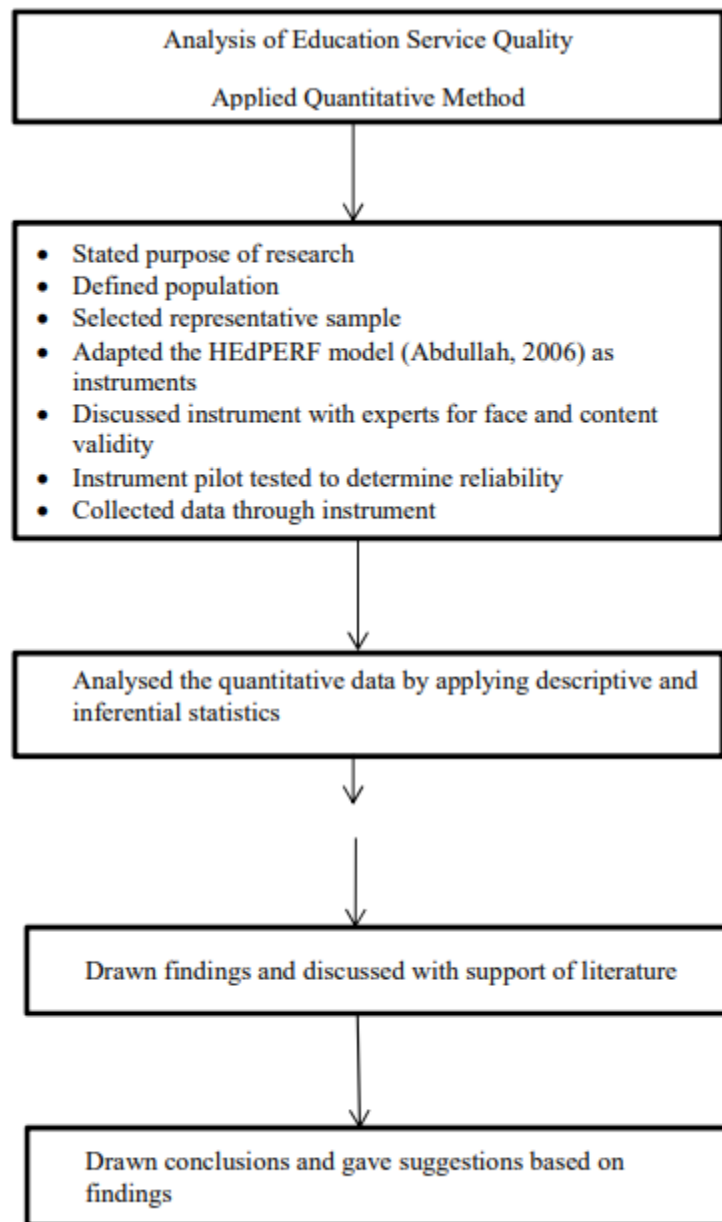 Analysis of Education Service Quality
Applied Quantitative Method
• Stated purpose of research
• Defined population
• Selected representative sample
• Adapted the HEdPERF model (Abdullah, 2006) as
instruments
• Discussed instrument with experts for face and content
validity
• Instrument pilot tested to determine reliability
• Collected data through instrument
Analysed the quantitative data by applying descriptive and
inferential statistics
Drawn findings and discussed with support of literature
Drawn conclusions and gave suggestions based on
findings